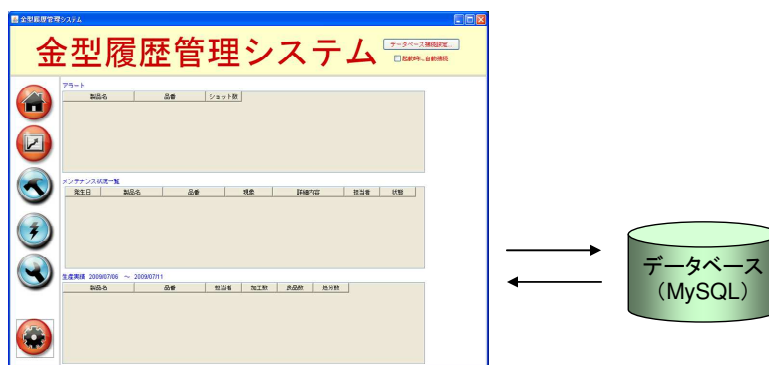 金型履歴管理システム
金型履歴管理システム
データベース接続設定...
起動時、自動接続
アラート
製品名 品番 ショット数
メンテナンス状況一覧
発生日 製品名 品番 現象 詳細内容 担当者 状態
生産実績 2009/07/06 ～ 2009/07/11
製品名 品番 担当者 加工数 良品数 処分数
データベース
（MySQL）